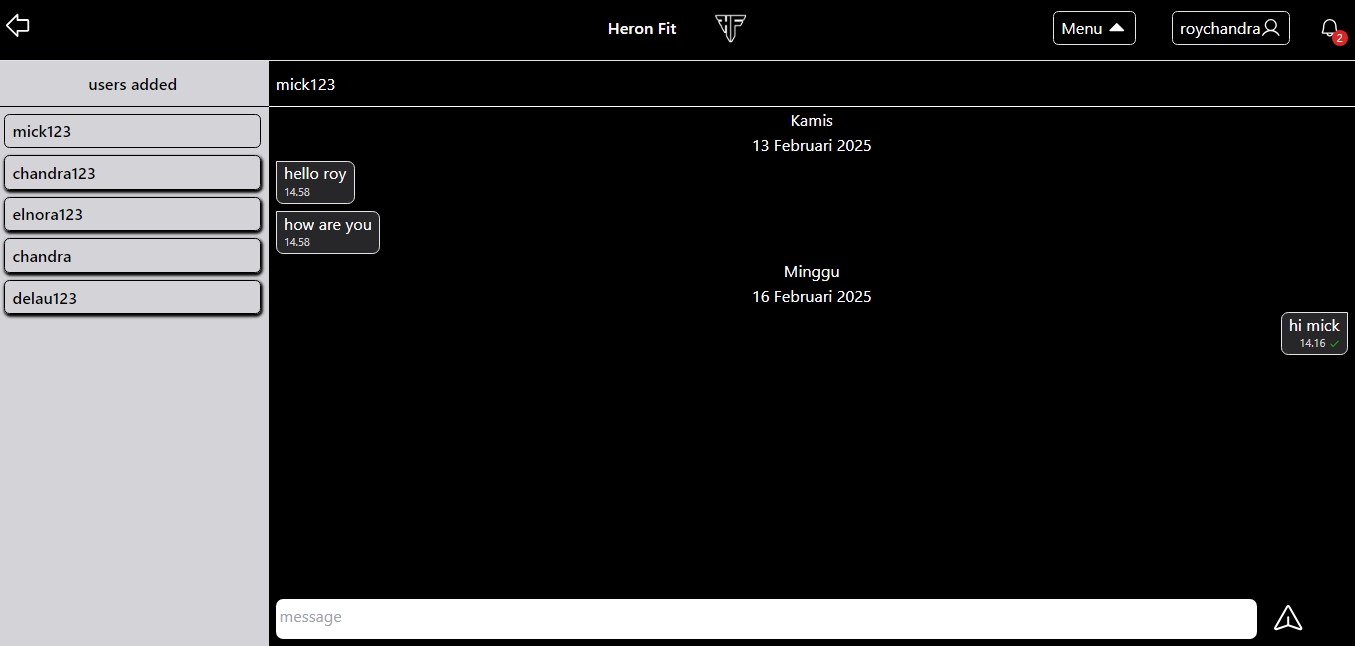 Heron Fit
HF
Menu
roychandra
2
users added
mick123
chandra123
elnora123
chandra
delau123
mick123
Kamis
13 Februari 2025
hello roy
14.58
how are you
14.58
Minggu
16 Februari 2025
hi mick
14.16
message